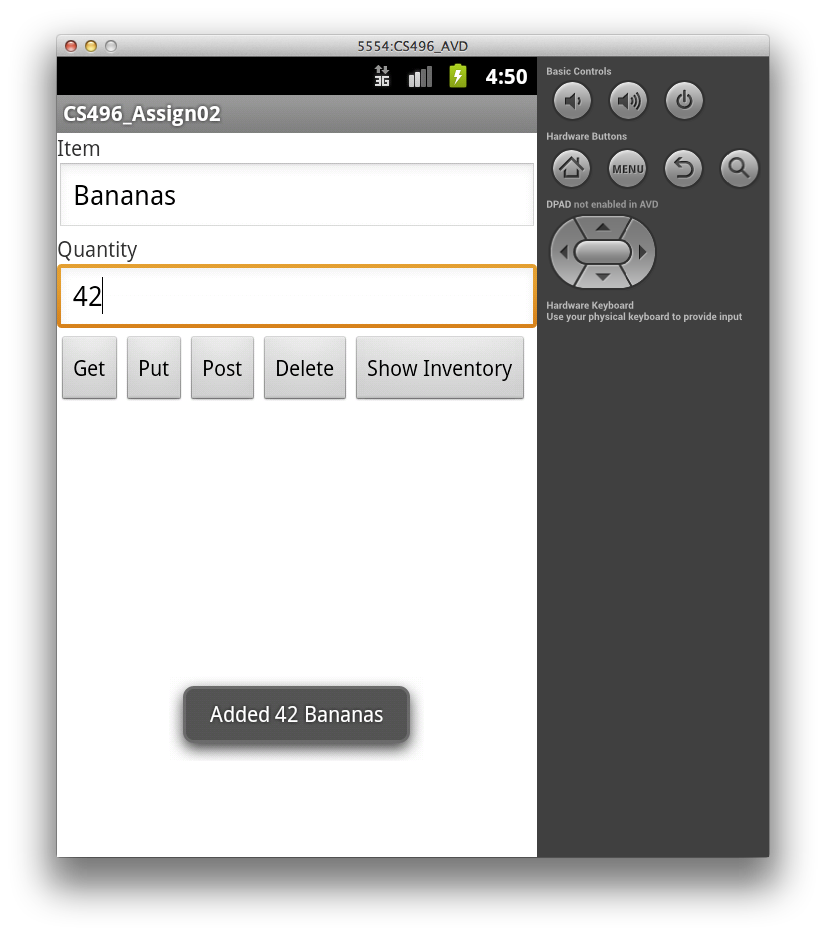 5554:CS496_AVD
3G 4:50
CS496_Assign02
Item
Bananas
Quantity
42
Get Put Post Delete Show Inventory
Added 42 Bananas
Basic Controls
Hardware Buttons
MENU
DPAD not enabled in AVD
Hardware Keyboard
Use your physical keyboard to provide input